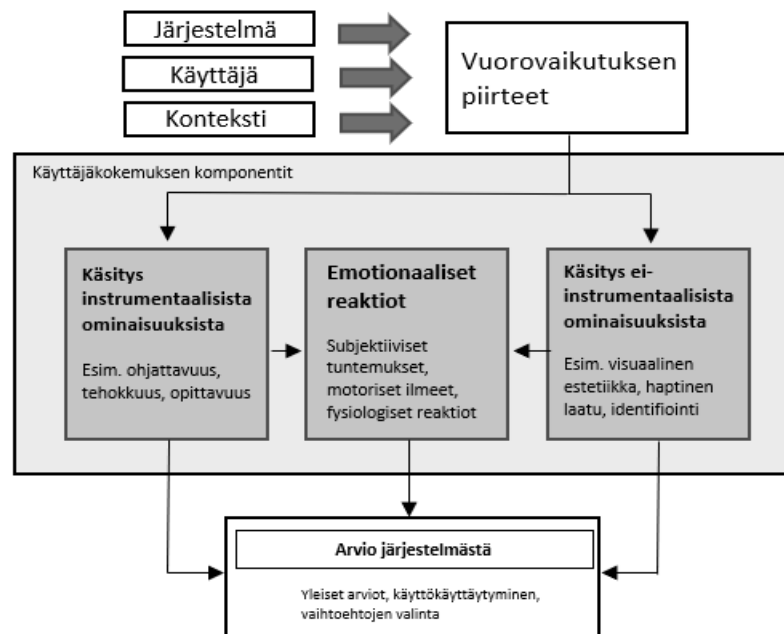 Järjestelmä
Käyttäjä
Konteksti
Vuorovaikutuksen
piirteet
Käyttäjäkokemuksen komponentit
Käsitys
instrumentaalisista
ominaisuuksista
Esim. ohjattavuus,
tehokkuus, opittavuus
Emotionaaliset
reaktiot
Subjektiiviset
tuntemukset,
motoriset ilmeet,
fysiologiset reaktiot
Käsitys ei-
instrumentaalisista
ominaisuuksista
Esim. visuaalinen
estetiikka, haptinen
laatu, identifiointi
Arvio järjestelmästä
Yleiset arviot, käyttökäyttäytyminen,
vaihtoehtojen valinta